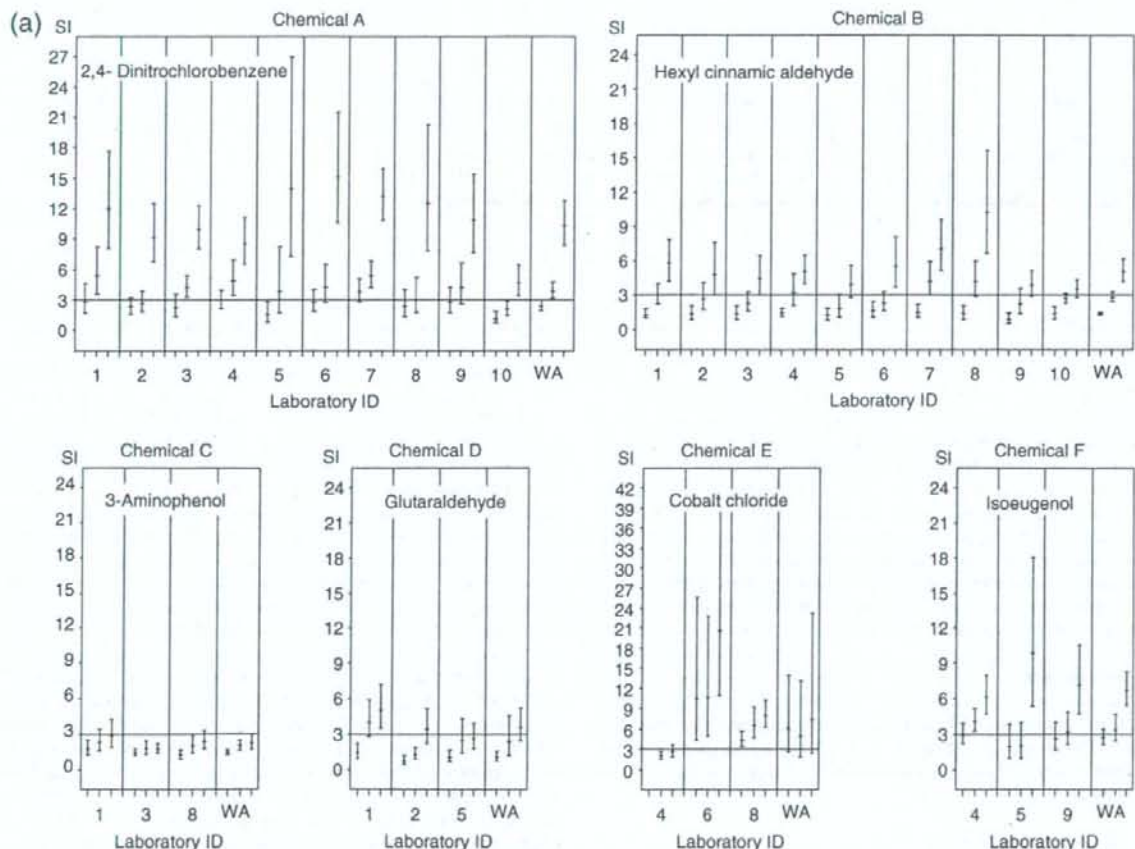 (a)
Chemical A
SI
2,4- Dinitrochlorobenzene
27
24
21
18
15
12
9
6
3
0
1 2 3 4 5 6 7 8 9 10 WA
Laboratory ID
Chemical B
SI
Hexyl cinnamic aldehyde
24
21
18
15
12
9
6
3
0
1 2 3 4 5 6 7 8 9 10 WA
Laboratory ID
Chemical C
SI
3-Aminophenol
24
21
18
15
12
9
6
3
0
1 3 8 WA
Laboratory ID
Chemical D
SI
Glutaraldehyde
24
21
18
15
12
9
6
3
0
1 2 5 WA
Laboratory ID
Chemical E
SI
Cobalt chloride
42
39
36
33
30
27
24
21
18
15
12
9
6
3
0
4 6 8 WA
Laboratory ID
Chemical F
SI
Isoeugenol
24
21
18
15
12
9
6
3
0
4 5 9 WA
Laboratory ID